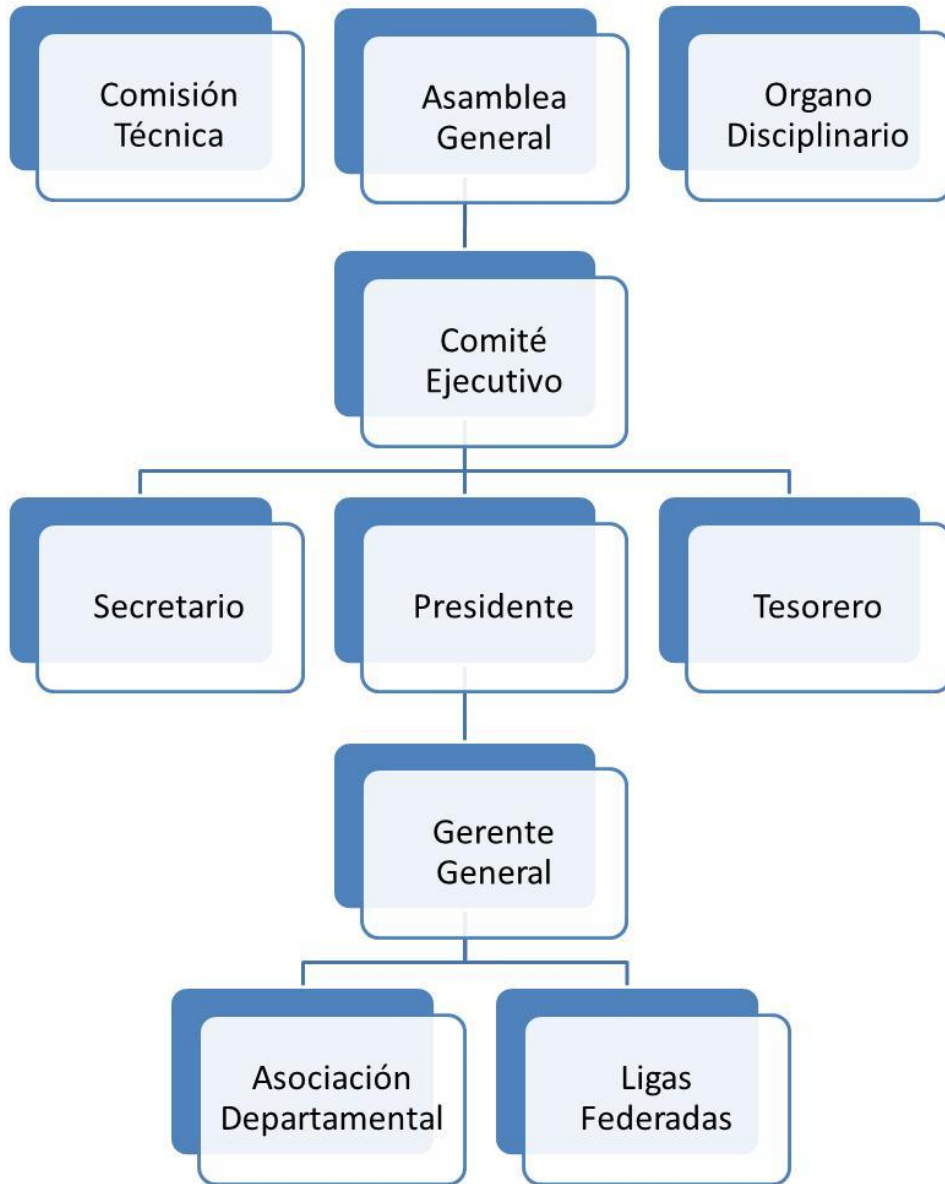 Comisión
Técnica
Asamblea
General
Organo
Disciplinario
Comité
Ejecutivo
Secretario
Presidente
Tesorero
Gerente
General
Asociación
Departamental
Ligas
Federadas